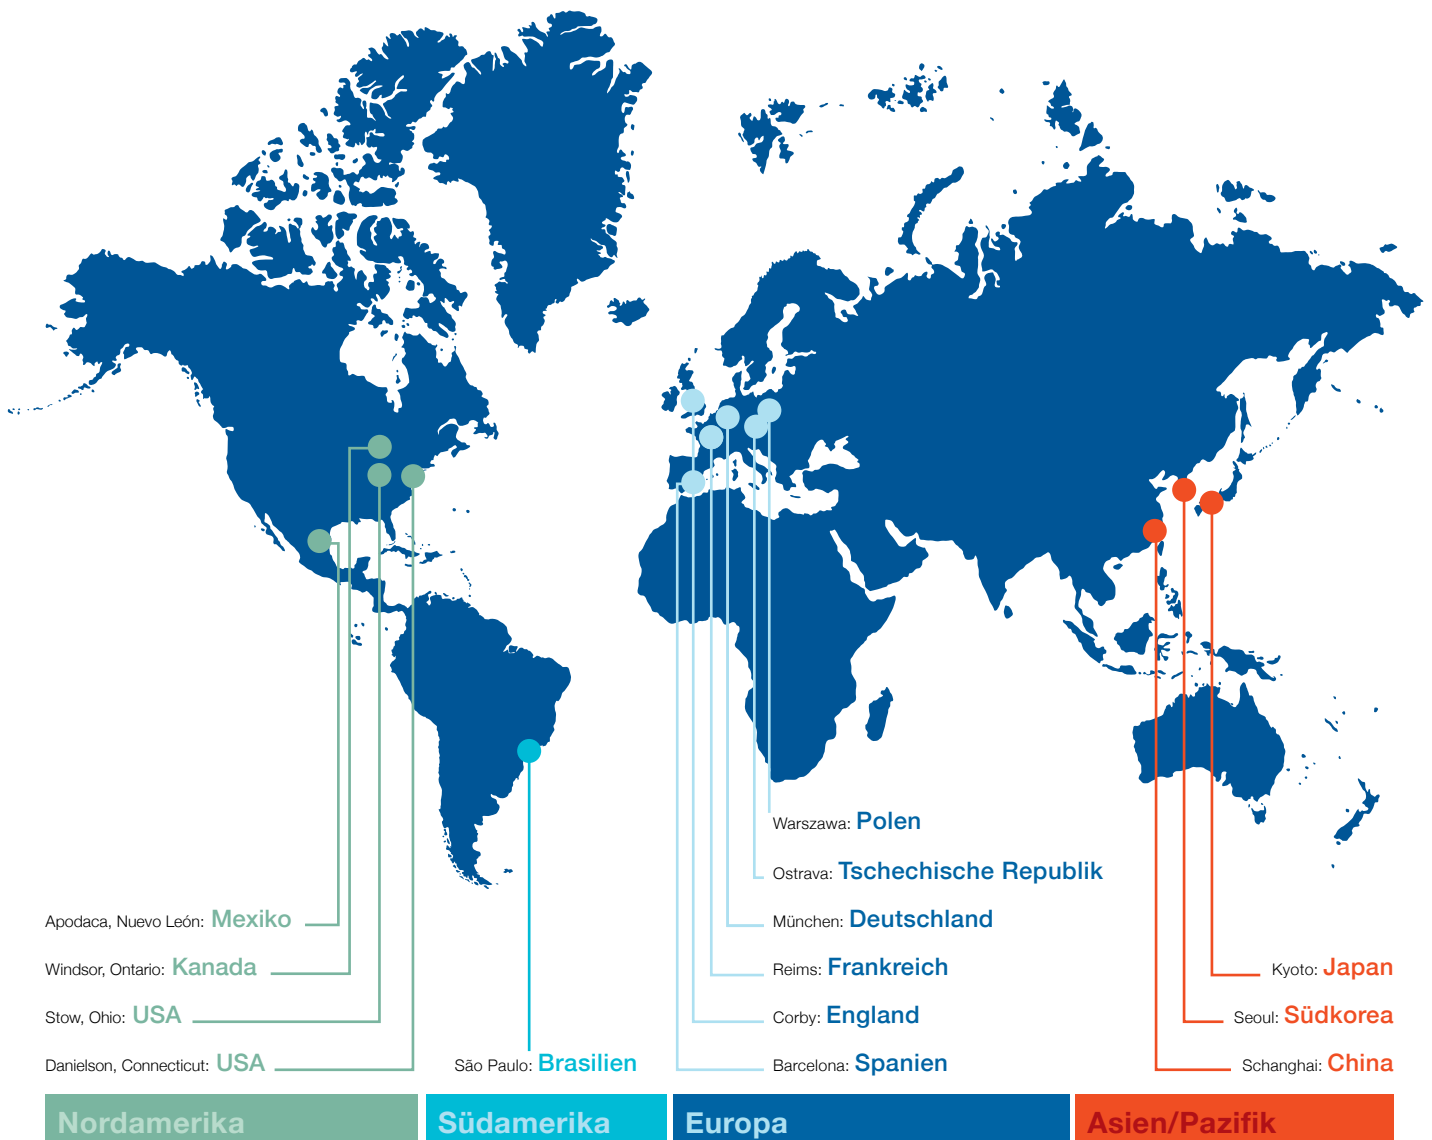 Warszawa: Polen
Ostrava: Tschechische Republik
Apodaca, Nuevo León: Mexiko
München: Deutschland
Windsor, Ontario: Kanada
Reims: Frankreich
Kyoto: Japan
Stow, Ohio: USA
Corby: England
Seoul: Südkorea
Danielson, Connecticut: USA
São Paulo: Brasilien
Barcelona: Spanien
Schanghai: China
Nordamerika
Südamerika
Europa
Asien/Pazifik